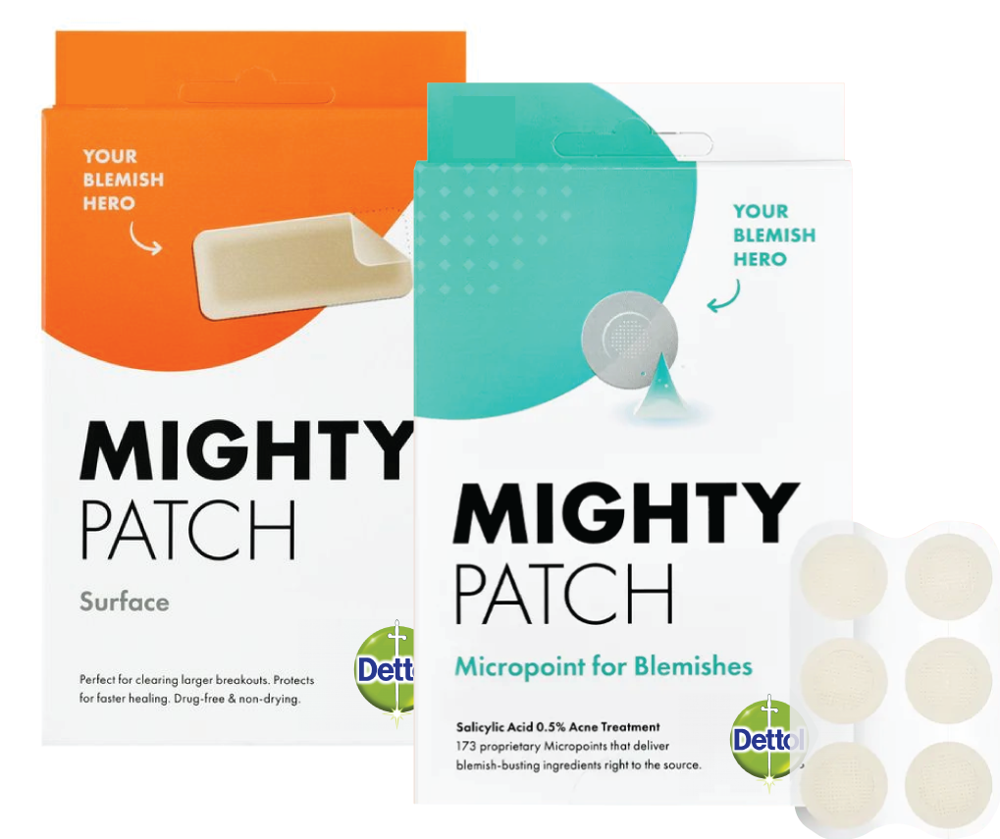 YOUR
BLEMISH
HERO
MIGHTY
PATCH
Surface
Perfect for clearing larger breakouts. Protects
for faster healing. Drug-free & non-drying.
YOUR
BLEMISH
HERO
MIGHTY
PATCH
Micropoint for Blemishes
Salicylic Acid 0.5% Acne Treatment
173 proprietary Micropoints that deliver
blemish-busting ingredients right to the source.
Dettol